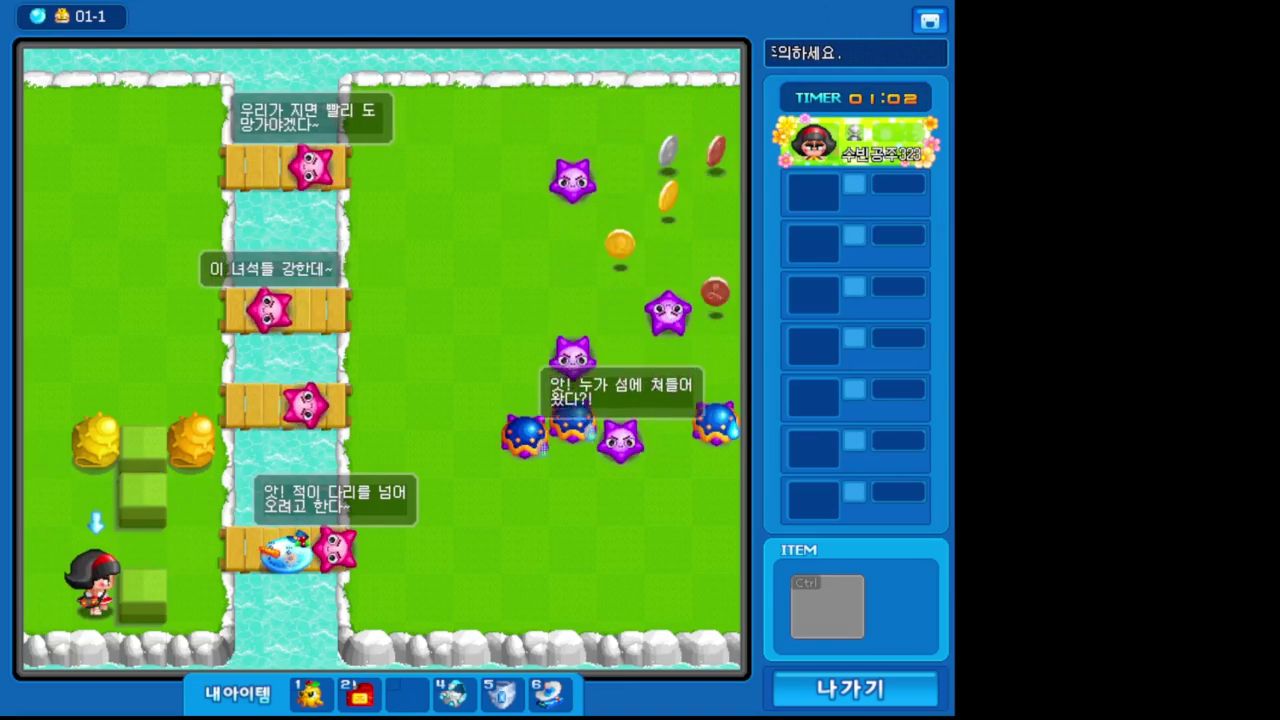 01-1
주의하세요.
TIMER 01:02
수빈공주323
우리가 지면 빨리 도
망가야겠다~
이 녀석들 강한데~
앗! 누가 섬에 쳐들어
왔다?!
앗! 적이 다리를 넘어
오려고 한다~
ITEM
Ctrl
내아이템
1 2 4 5 6
나가기